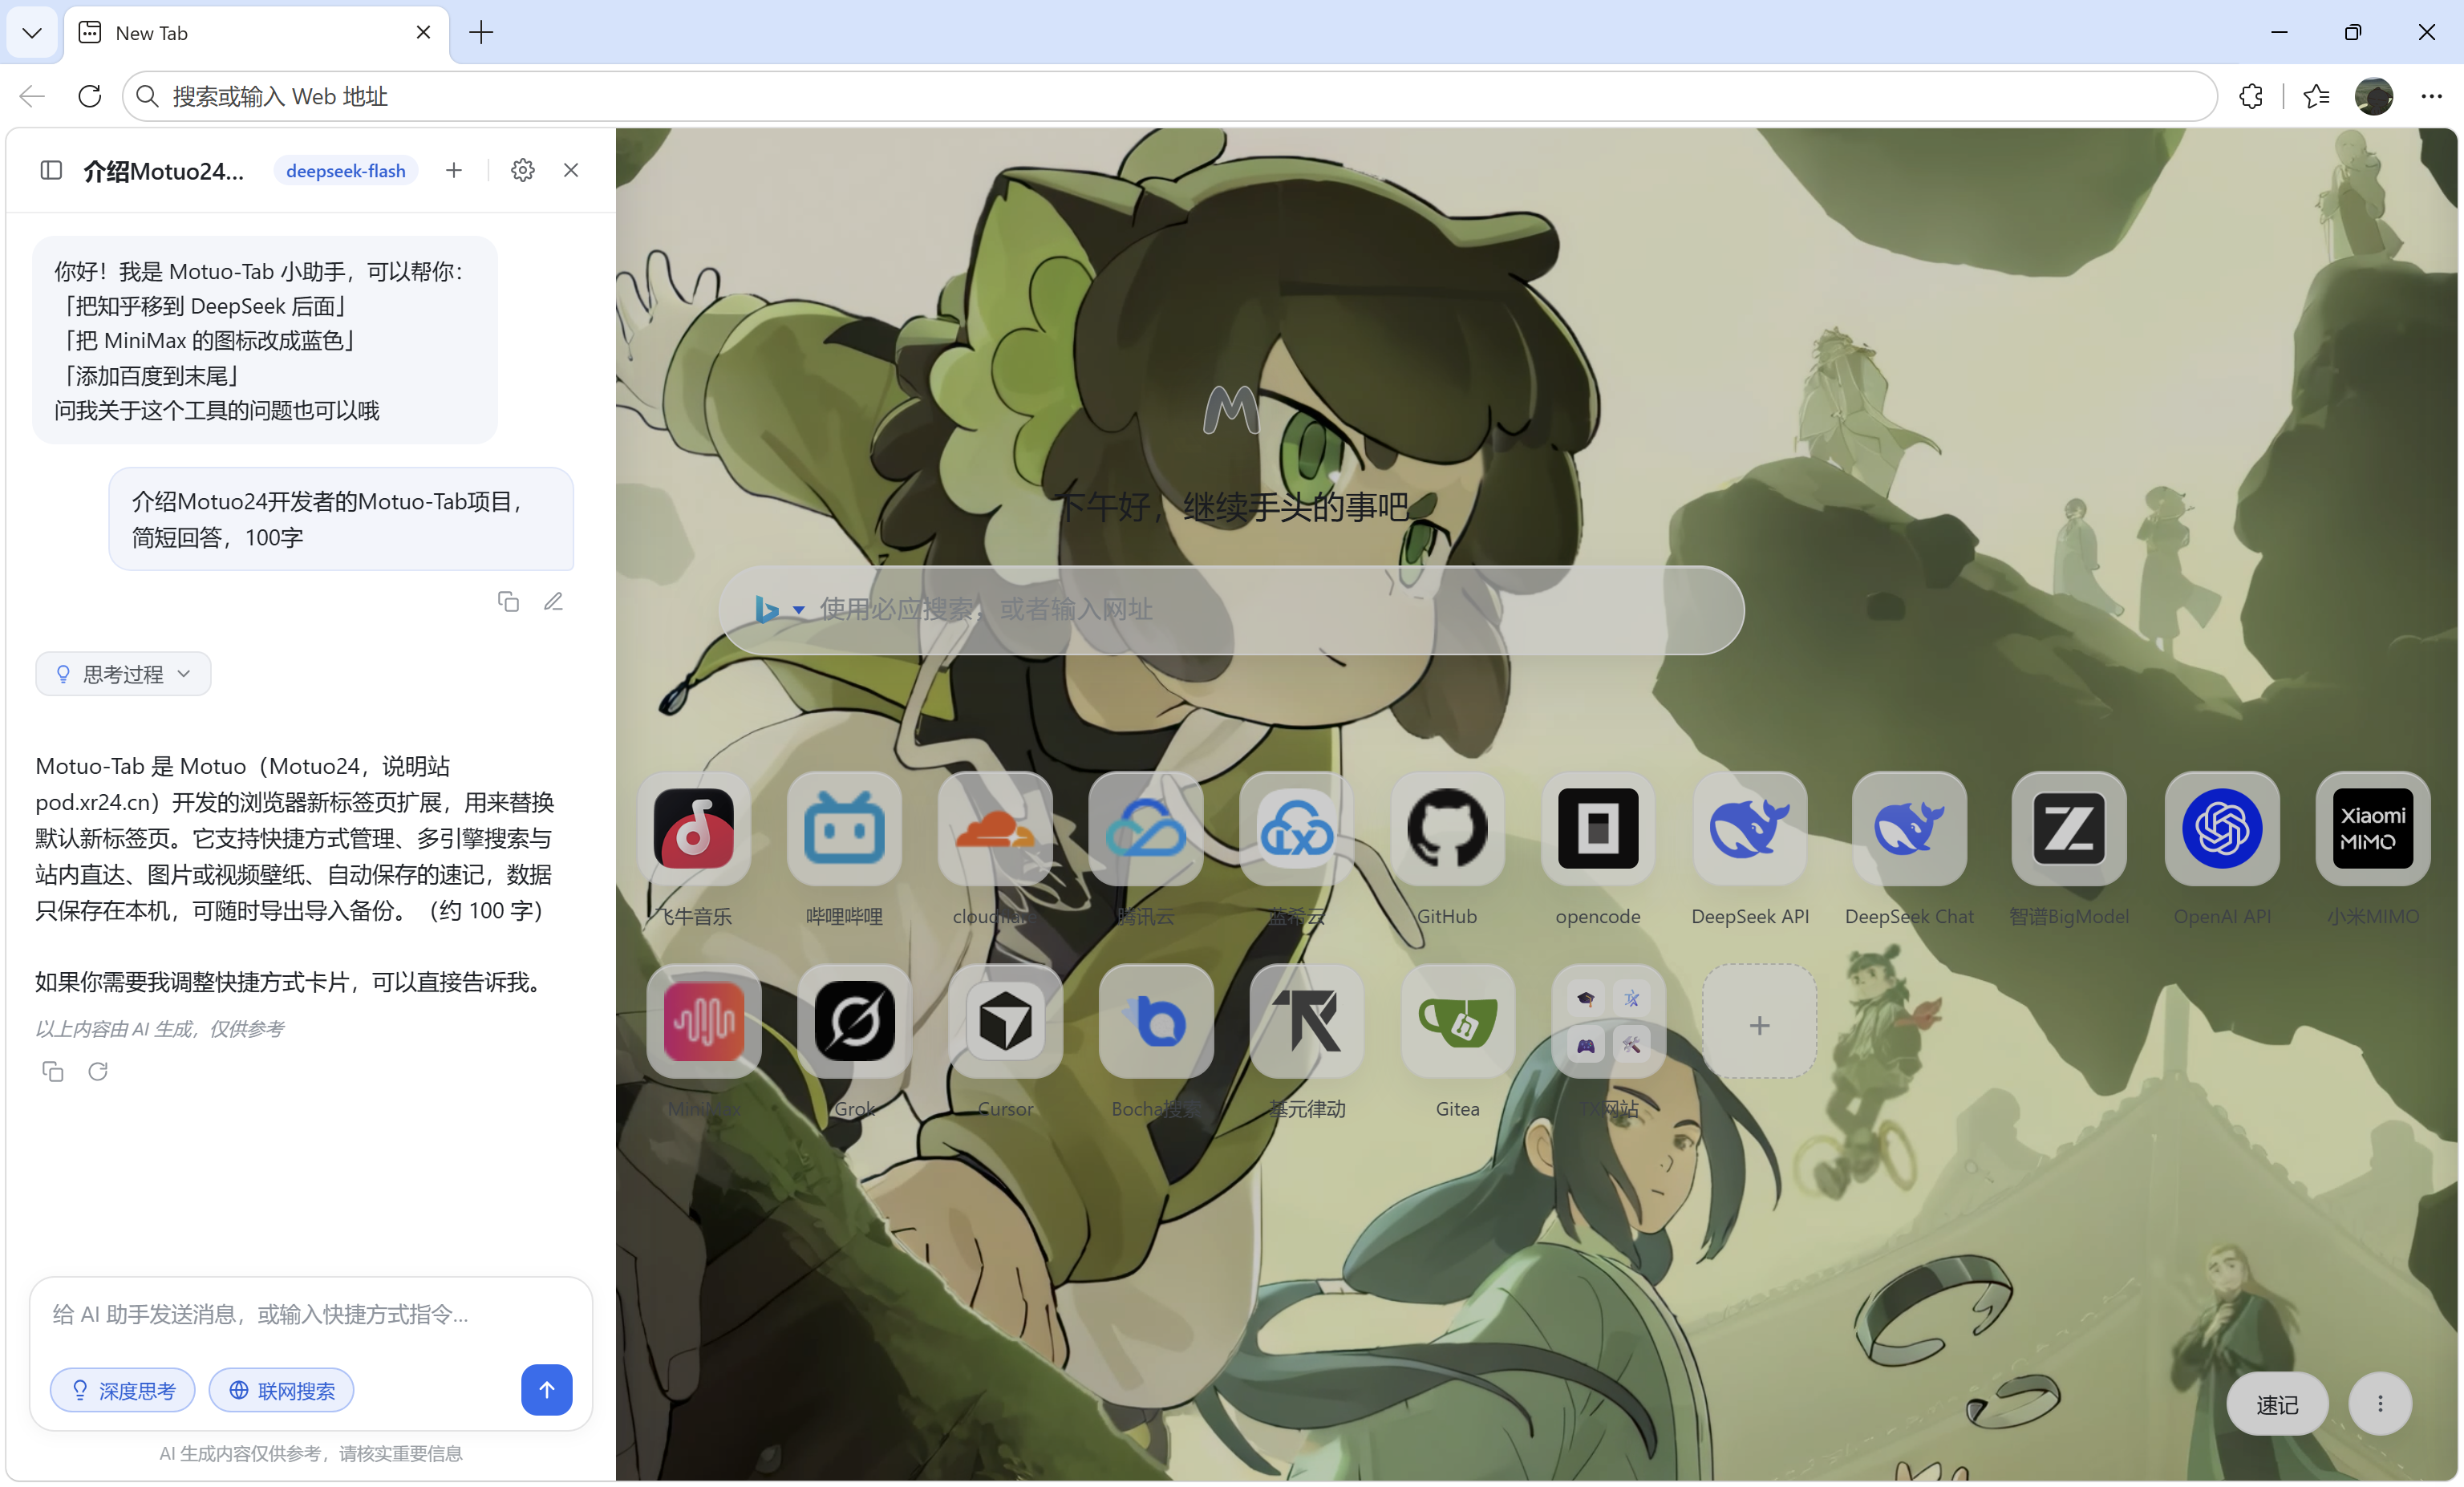 New Tab
搜索或输入 Web 地址
介绍Motuo24...
deepseek-flash
你好！我是 Motuo-Tab 小助手，可以帮你：
「把知乎移到 DeepSeek 后面」
「把 MiniMax 的图标改成蓝色」
「添加百度到末尾」
问我关于这个工具的问题也可以哦
介绍Motuo24开发者的Motuo-Tab项目，
简短回答，100字
思考过程
Motuo-Tab 是 Motuo（Motuo24，说明站
pod.xr24.cn）开发的浏览器新标签页扩展，用来替换
默认新标签页。它支持快捷方式管理、多引擎搜索与
站内直达、图片或视频壁纸、自动保存的速记，数据
只保存在本机，可随时导出导入备份。（约 100 字）
如果你需要我调整快捷方式卡片，可以直接告诉我。
以上内容由 AI 生成，仅供参考
给 AI 助手发送消息，或输入快捷方式指令...
深度思考
联网搜索
AI 生成内容仅供参考，请核实重要信息
下午好，继续手头的事吧
使用必应搜索，或者输入网址
Xiaomi
MIMO
飞牛音乐
哔哩哔哩
cloudflare
腾讯云
蓝希云
GitHub
opencode
DeepSeek API
DeepSeek Chat
智谱BigModel
OpenAI API
小米MIMO
MiniMax
Grok
Cursor
Bocha搜索
基元律动
Gitea
速记